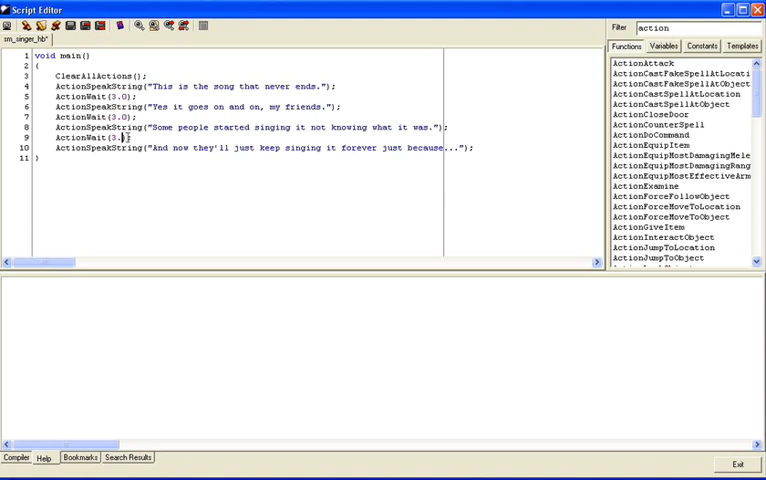 Script Editor
sm_singer_hb*
1 void main()
2 {
3 ClearAllActions();
4 ActionSpeakString("This is the song that never ends.");
5 ActionWait(3.0);
6 ActionSpeakString("Yes it goes on and on, my friends.");
7 ActionWait(3.0);
8 ActionSpeakString("Some people started singing it not knowing what it was.");
9 ActionWait(3.);
10 ActionSpeakString("And now they'll just keep singing it forever just because...");
11 }
Filter action
Functions Variables Constants Templates
ActionAttack
ActionCastFakeSpellAtLocati
ActionCastFakeSpellAtObject
ActionCastSpellAtLocation
ActionCastSpellAtObject
ActionCloseDoor
ActionCounterSpell
ActionDoCommand
ActionEquipItem
ActionEquipMostDamagingMele
ActionEquipMostDamagingRang
ActionEquipMostEffectiveArm
ActionExamine
ActionForceFollowObject
ActionForceMoveToLocation
ActionForceMoveToObject
ActionGiveItem
ActionInteractObject
ActionJumpToLocation
ActionJumpToObject
Compiler Help Bookmarks Search Results
Exit